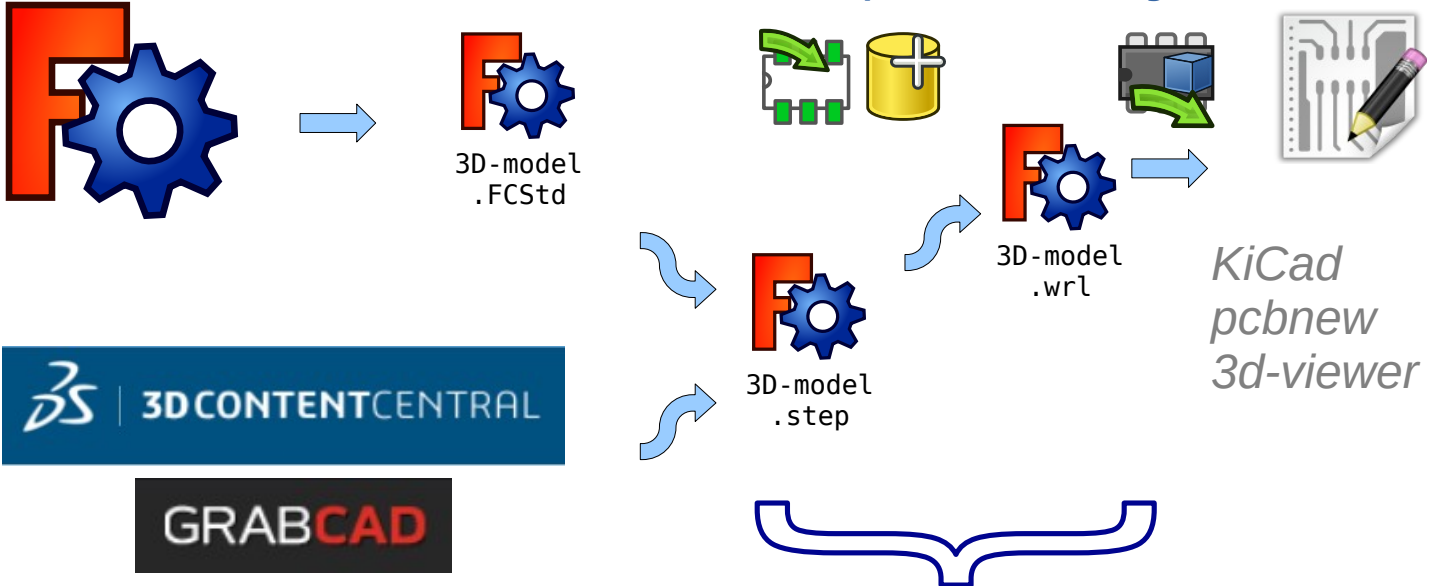 3D-model
.FCStd
3D-model
.wrl
KiCad
pcbnew
3d-viewer
3D-model
.step
3DS | 3DCONTENTCENTRAL
GRABCAD